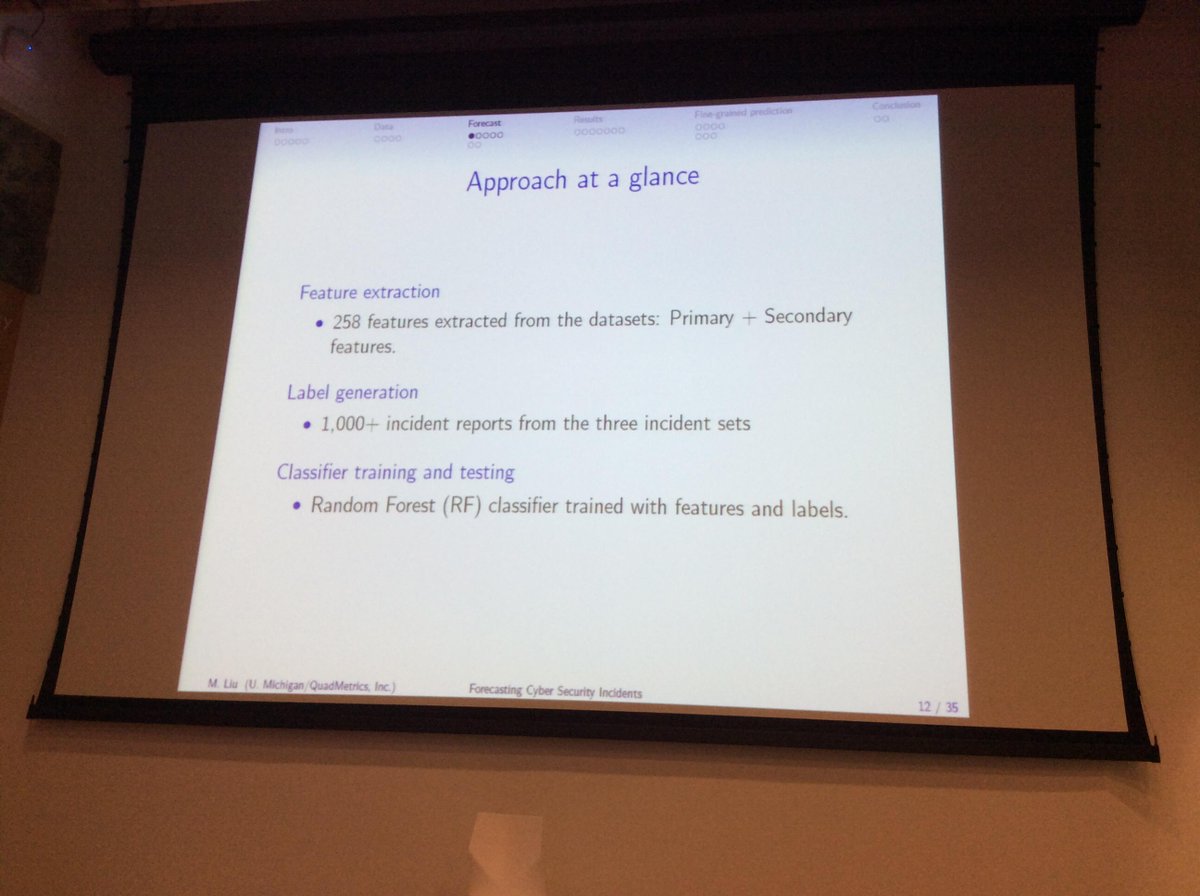 Intro
Data
Forecast
Results
Fine-grained prediction
Conclusion
Approach at a glance
Feature extraction
• 258 features extracted from the datasets: Primary + Secondary
features.
Label generation
• 1,000+ incident reports from the three incident sets
Classifier training and testing
• Random Forest (RF) classifier trained with features and labels.
M. Liu (U. Michigan/QuadMetrics, Inc.)
Forecasting Cyber Security Incidents
12 / 35